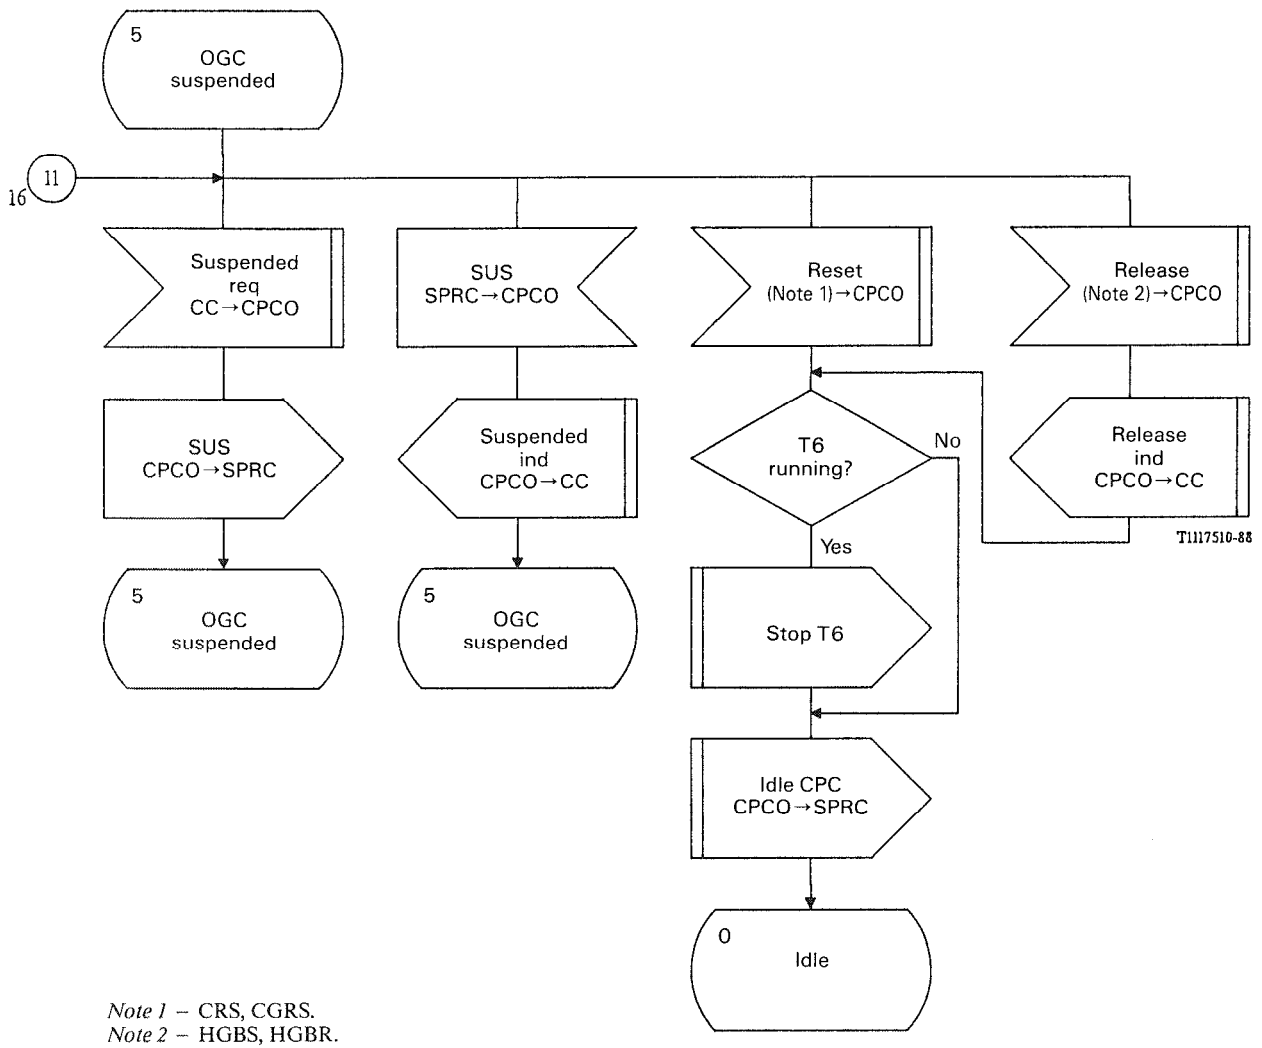 5
OGC
suspended
16
11
Suspended
req
CC→CPCO
SUS
SPRC→CPCO
Reset
(Note 1)→CPCO
Release
(Note 2)→CPCO
SUS
CPCO→SPRC
Suspended
ind
CPCO→CC
T6
running?
No
Yes
Release
ind
CPCO→CC
T1117510-88
5
OGC
suspended
5
OGC
suspended
Stop T6
Idle CPC
CPCO→SPRC
0
Idle
Note 1 – CRS, CGRS.
Note 2 – HGBS, HGBR.